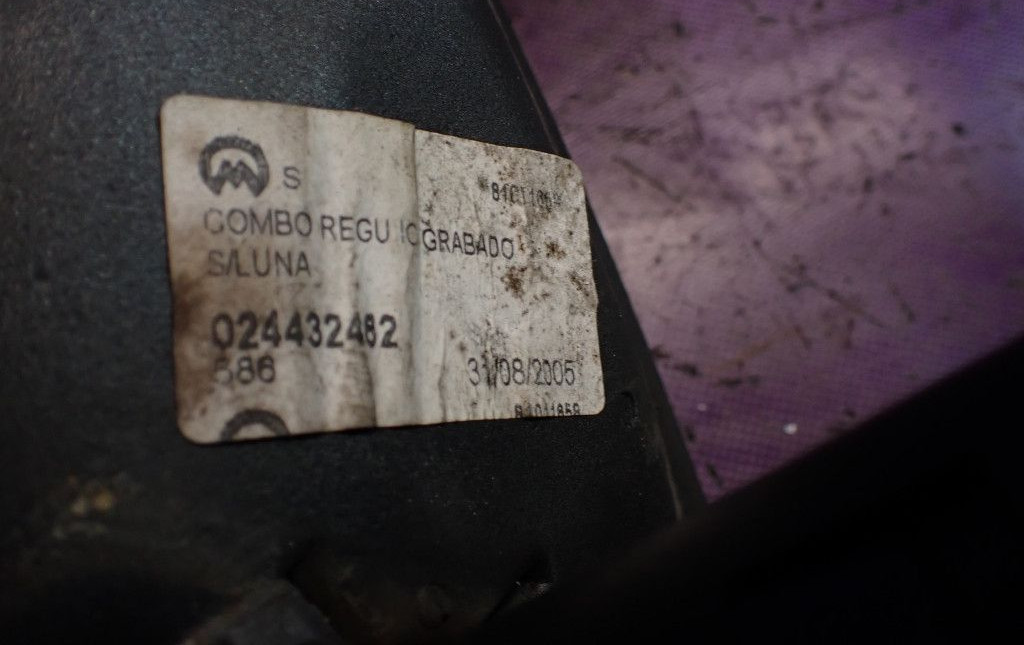 S
COMBO REGU GRABADO
S/LUNA
024432482
586
31/08/2005